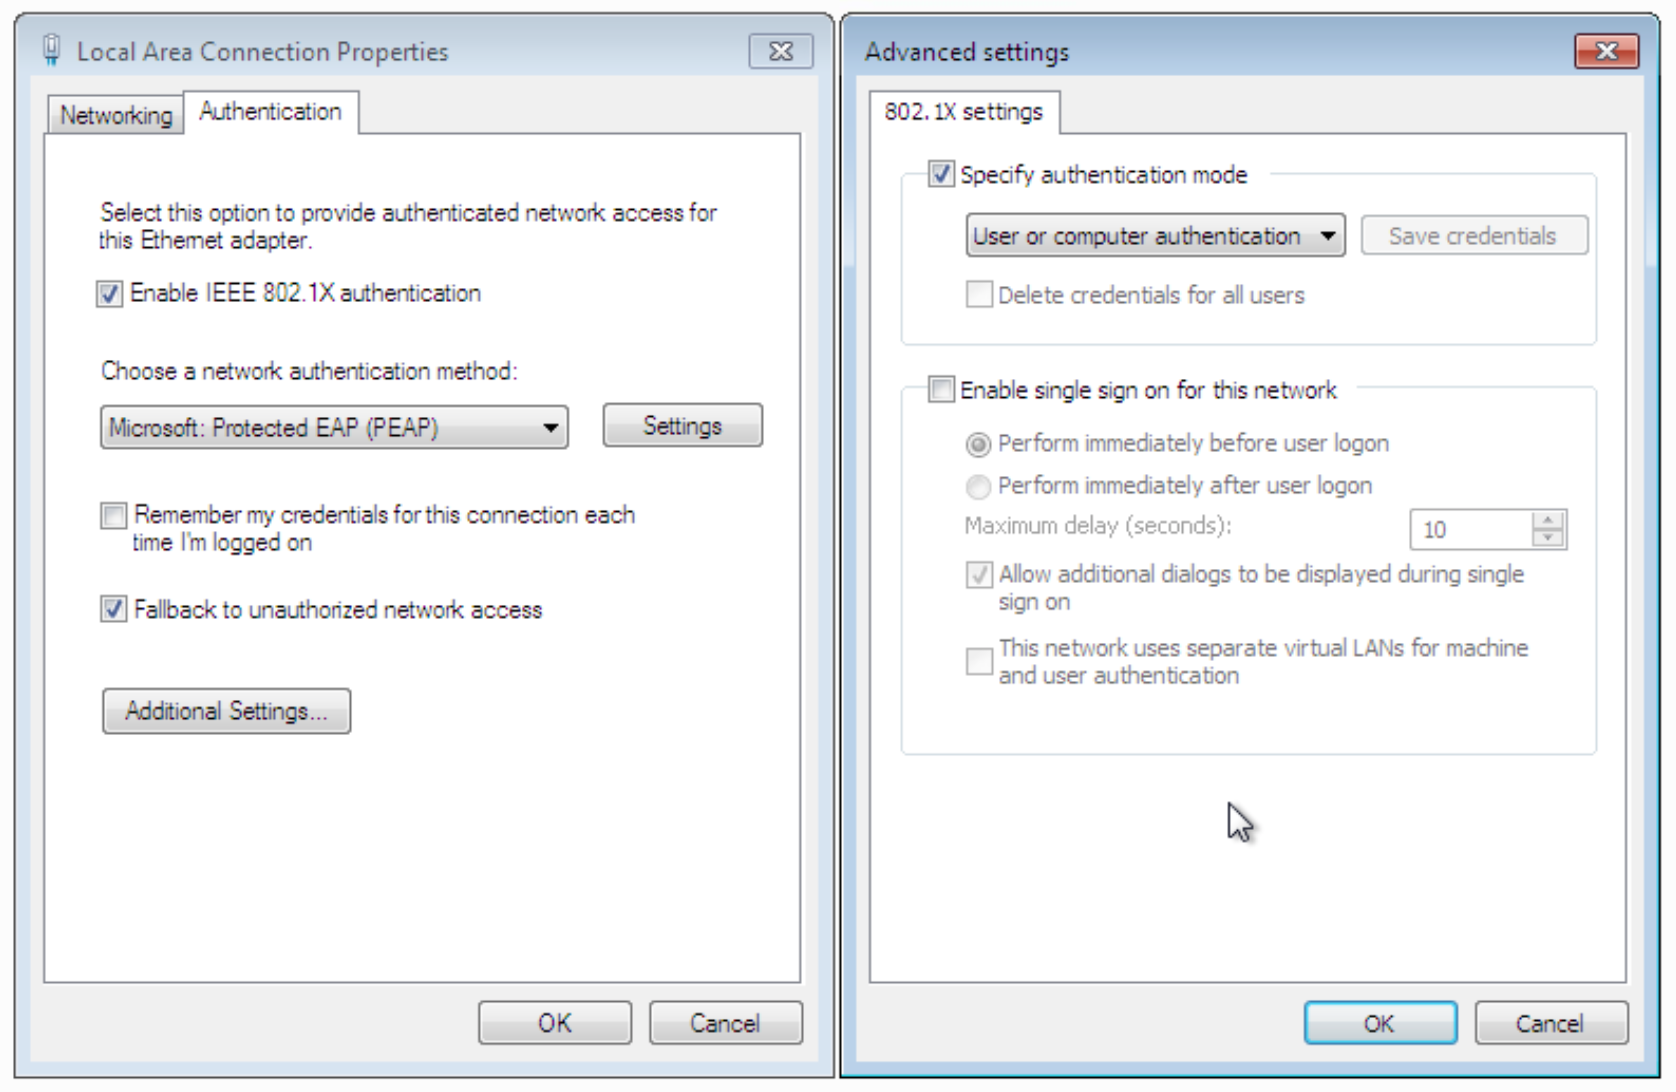 Local Area Connection Properties
Networking
Authentication
Select this option to provide authenticated network access for
this Ethernet adapter.
Enable IEEE 802.1X authentication
Choose a network authentication method:
Microsoft: Protected EAP (PEAP)
Settings
Remember my credentials for this connection each
time I'm logged on
Fallback to unauthorized network access
Additional Settings...
OK
Cancel
Advanced settings
802.1X settings
Specify authentication mode
User or computer authentication
Save credentials
Delete credentials for all users
Enable single sign on for this network
Perform immediately before user logon
Perform immediately after user logon
Maximum delay (seconds):
10
Allow additional dialogs to be displayed during single
sign on
This network uses separate virtual LANs for machine
and user authentication
OK
Cancel